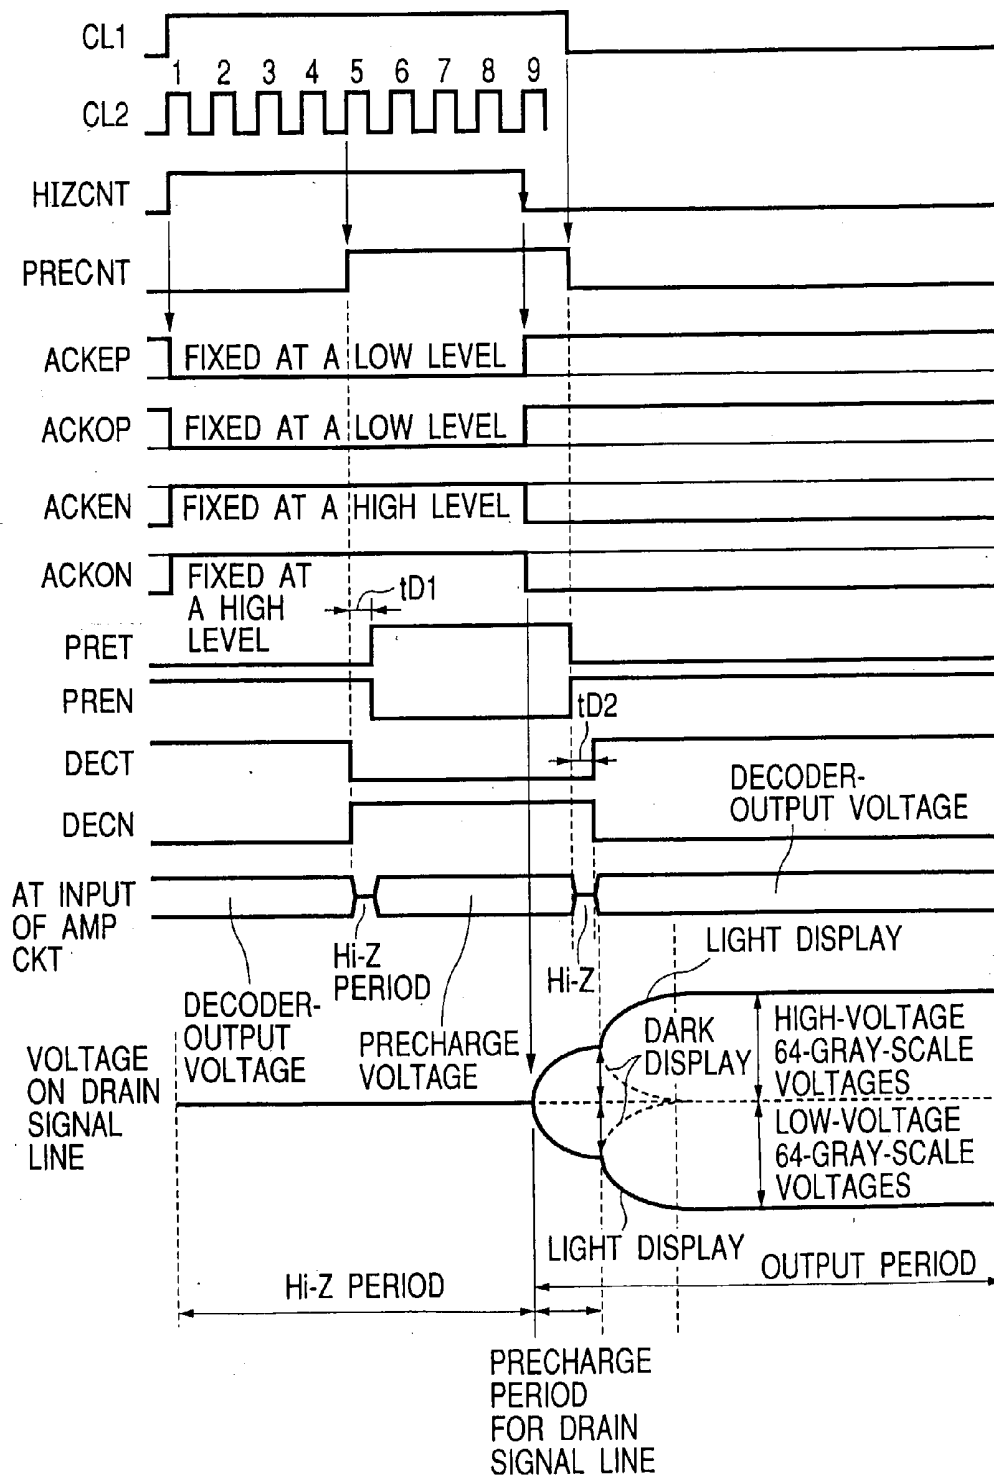 CL1
1 2 3 4 5 6 7 8 9
CL2
HIZCNT
PRECNT
ACKEP
FIXED AT A LOW LEVEL
ACKOP
FIXED AT A LOW LEVEL
ACKEN
FIXED AT A HIGH LEVEL
ACKON
FIXED AT
A HIGH
LEVEL
tD1
PRET
PREN
tD2
DECT
DECODER-
OUTPUT VOLTAGE
DECN
AT INPUT
OF AMP
CKT
Hi-Z
PERIOD
Hi-Z
LIGHT DISPLAY
DECODER-
OUTPUT
VOLTAGE
PRECHARGE
VOLTAGE
DARK
DISPLAY
HIGH-VOLTAGE
64-GRAY-SCALE
VOLTAGES
VOLTAGE
ON DRAIN
SIGNAL
LINE
LOW-VOLTAGE
64-GRAY-SCALE
VOLTAGES
LIGHT DISPLAY
OUTPUT PERIOD
Hi-Z PERIOD
PRECHARGE
PERIOD
FOR DRAIN
SIGNAL LINE